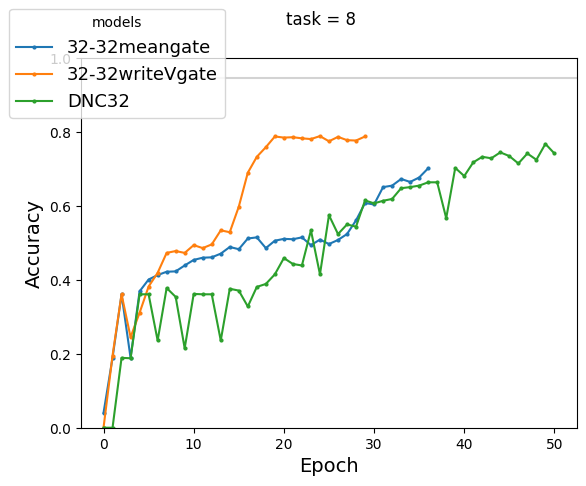 task = 8
models
32-32meangate
32-32writeVgate
DNC32
1.0
0.8
0.6
0.4
0.2
0.0
Accuracy
0 10 20 30 40 50
Epoch